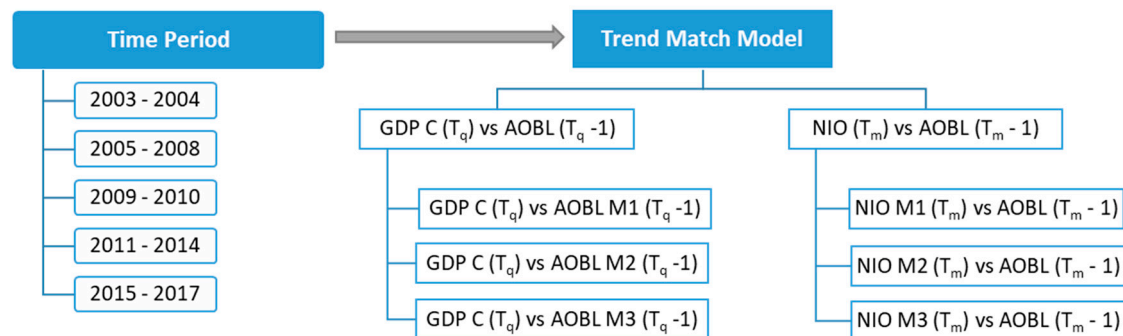 Time Period
2003 - 2004
2005 - 2008
2009 - 2010
2011 - 2014
2015 - 2017
Trend Match Model
GDP C (Tq) vs AOBL (Tq -1)
GDP C (Tq) vs AOBL M1 (Tq -1)
GDP C (Tq) vs AOBL M2 (Tq -1)
GDP C (Tq) vs AOBL M3 (Tq -1)
NIO (Tm) vs AOBL (Tm - 1)
NIO M1 (Tm) vs AOBL (Tm - 1)
NIO M2 (Tm) vs AOBL (Tm - 1)
NIO M3 (Tm) vs AOBL (Tm - 1)